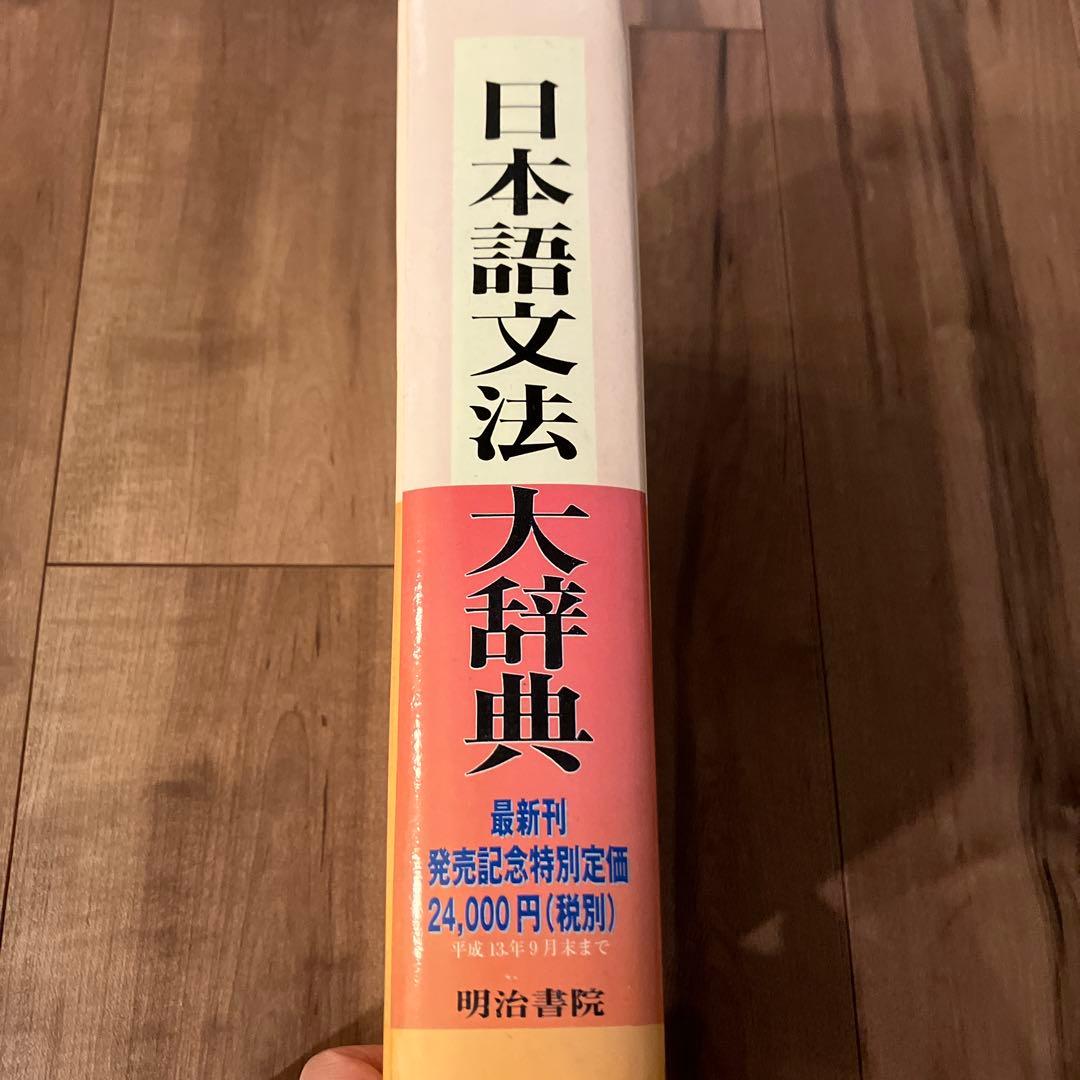 日本語文法大辞典
最新刊
発売記念特別定価
24,000円(税別)
平成13年9月末まで
明治書院